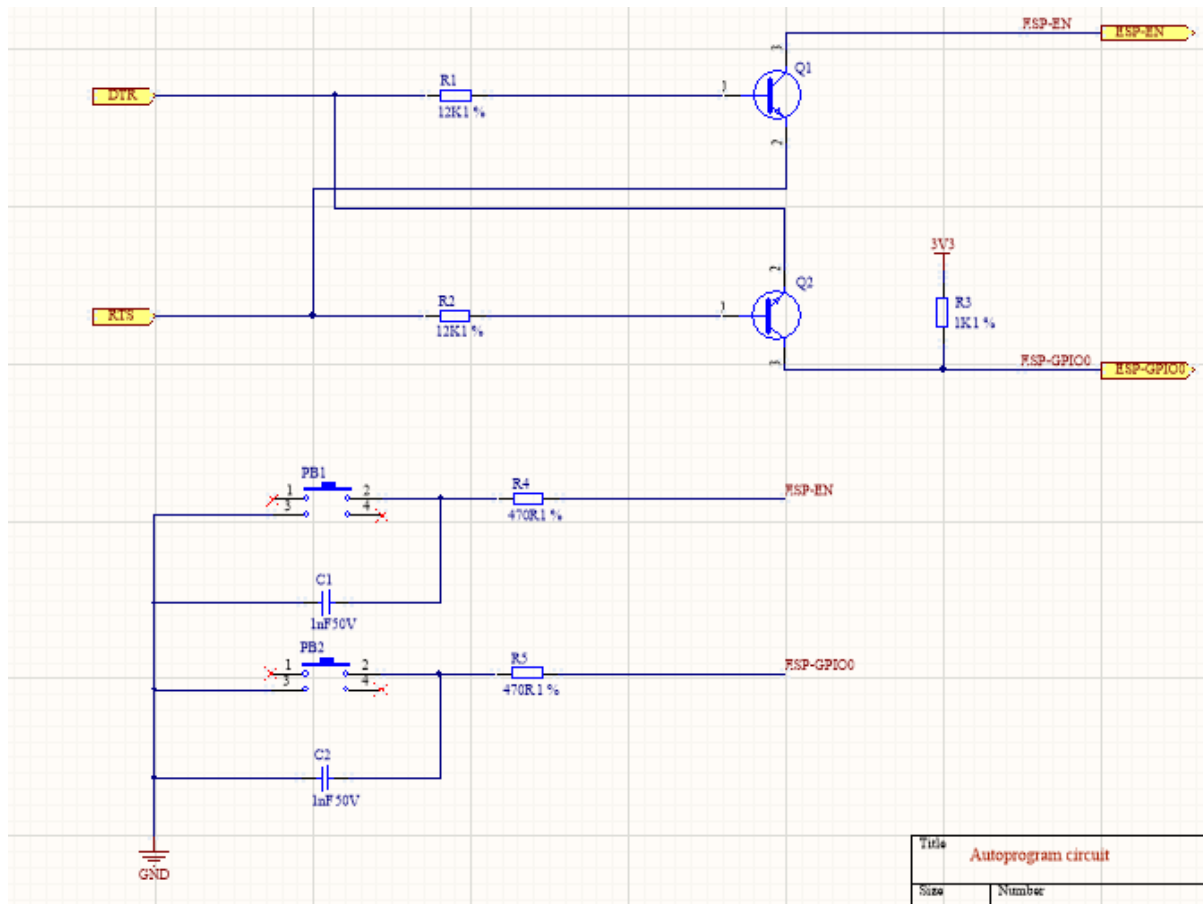 ESP-EN
ESP-EN
3
Q1
DTR
R1
12K1 %
1
2
2
3V3
Q2
RTS
R2
12K1 %
1
R3
1K1 %
3
ESP-GPIO0
ESP-GPIO0
PB1
1
2
3
4
R4
470R1 %
ESP-EN
C1
1nF50V
PB2
1
2
3
4
R5
470R1 %
ESP-GPIO0
C2
1nF50V
GND
Title
Autoprogram circuit
Size
Number